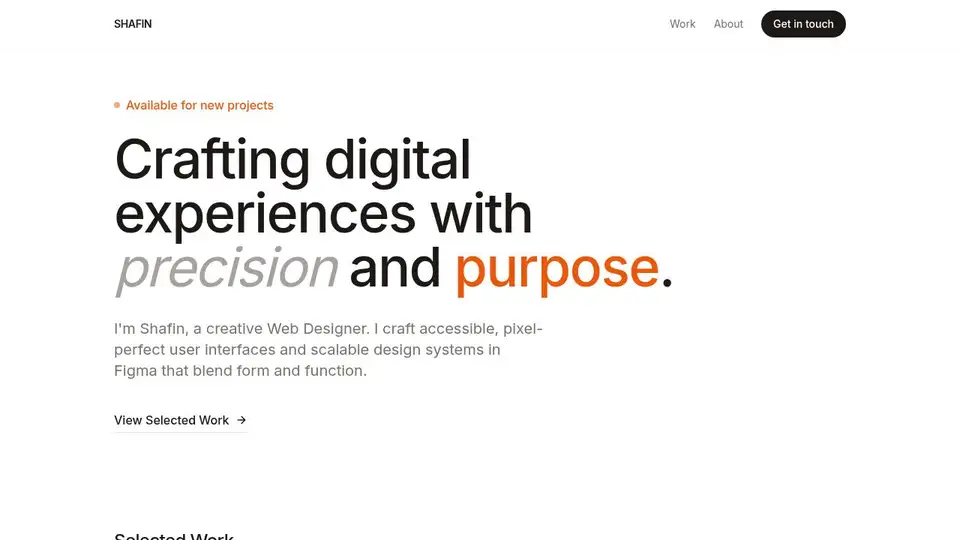 SHAFIN
Work
About
Get in touch
Available for new projects
Crafting digital
experiences with
precision and purpose.
I'm Shafin, a creative Web Designer. I craft accessible, pixel-
perfect user interfaces and scalable design systems in
Figma that blend form and function.
View Selected Work →
Selected Work